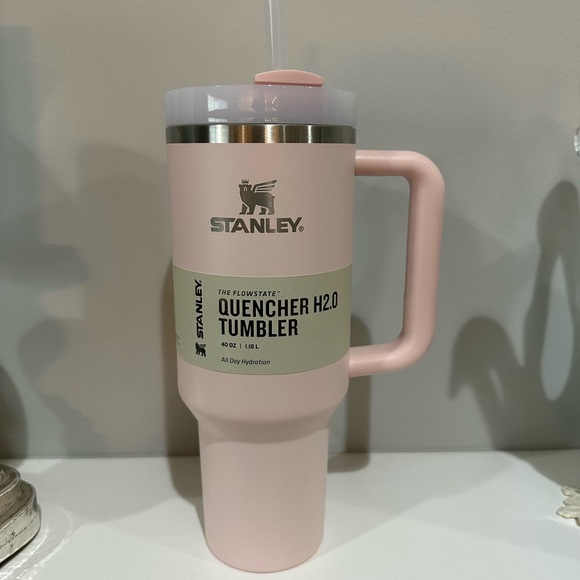 STANLEY®
STANLEY
THE FLOWSTATE™
QUENCHER H2.0
TUMBLER
40 OZ | 1.18 L
All Day Hydration